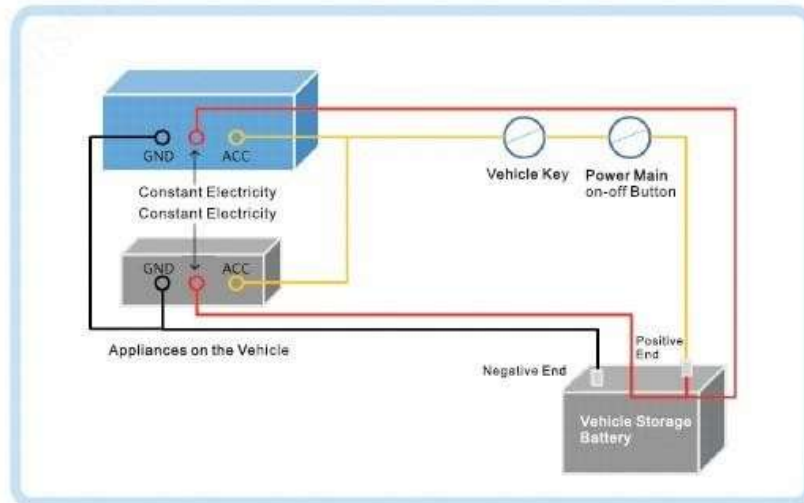 GND
ACC
Vehicle Key
Power Main
on-off Button
Constant Electricity
Constant Electricity
GND
ACC
Appliances on the Vehicle
Negative End
Positive
End
Vehicle Storage
Battery